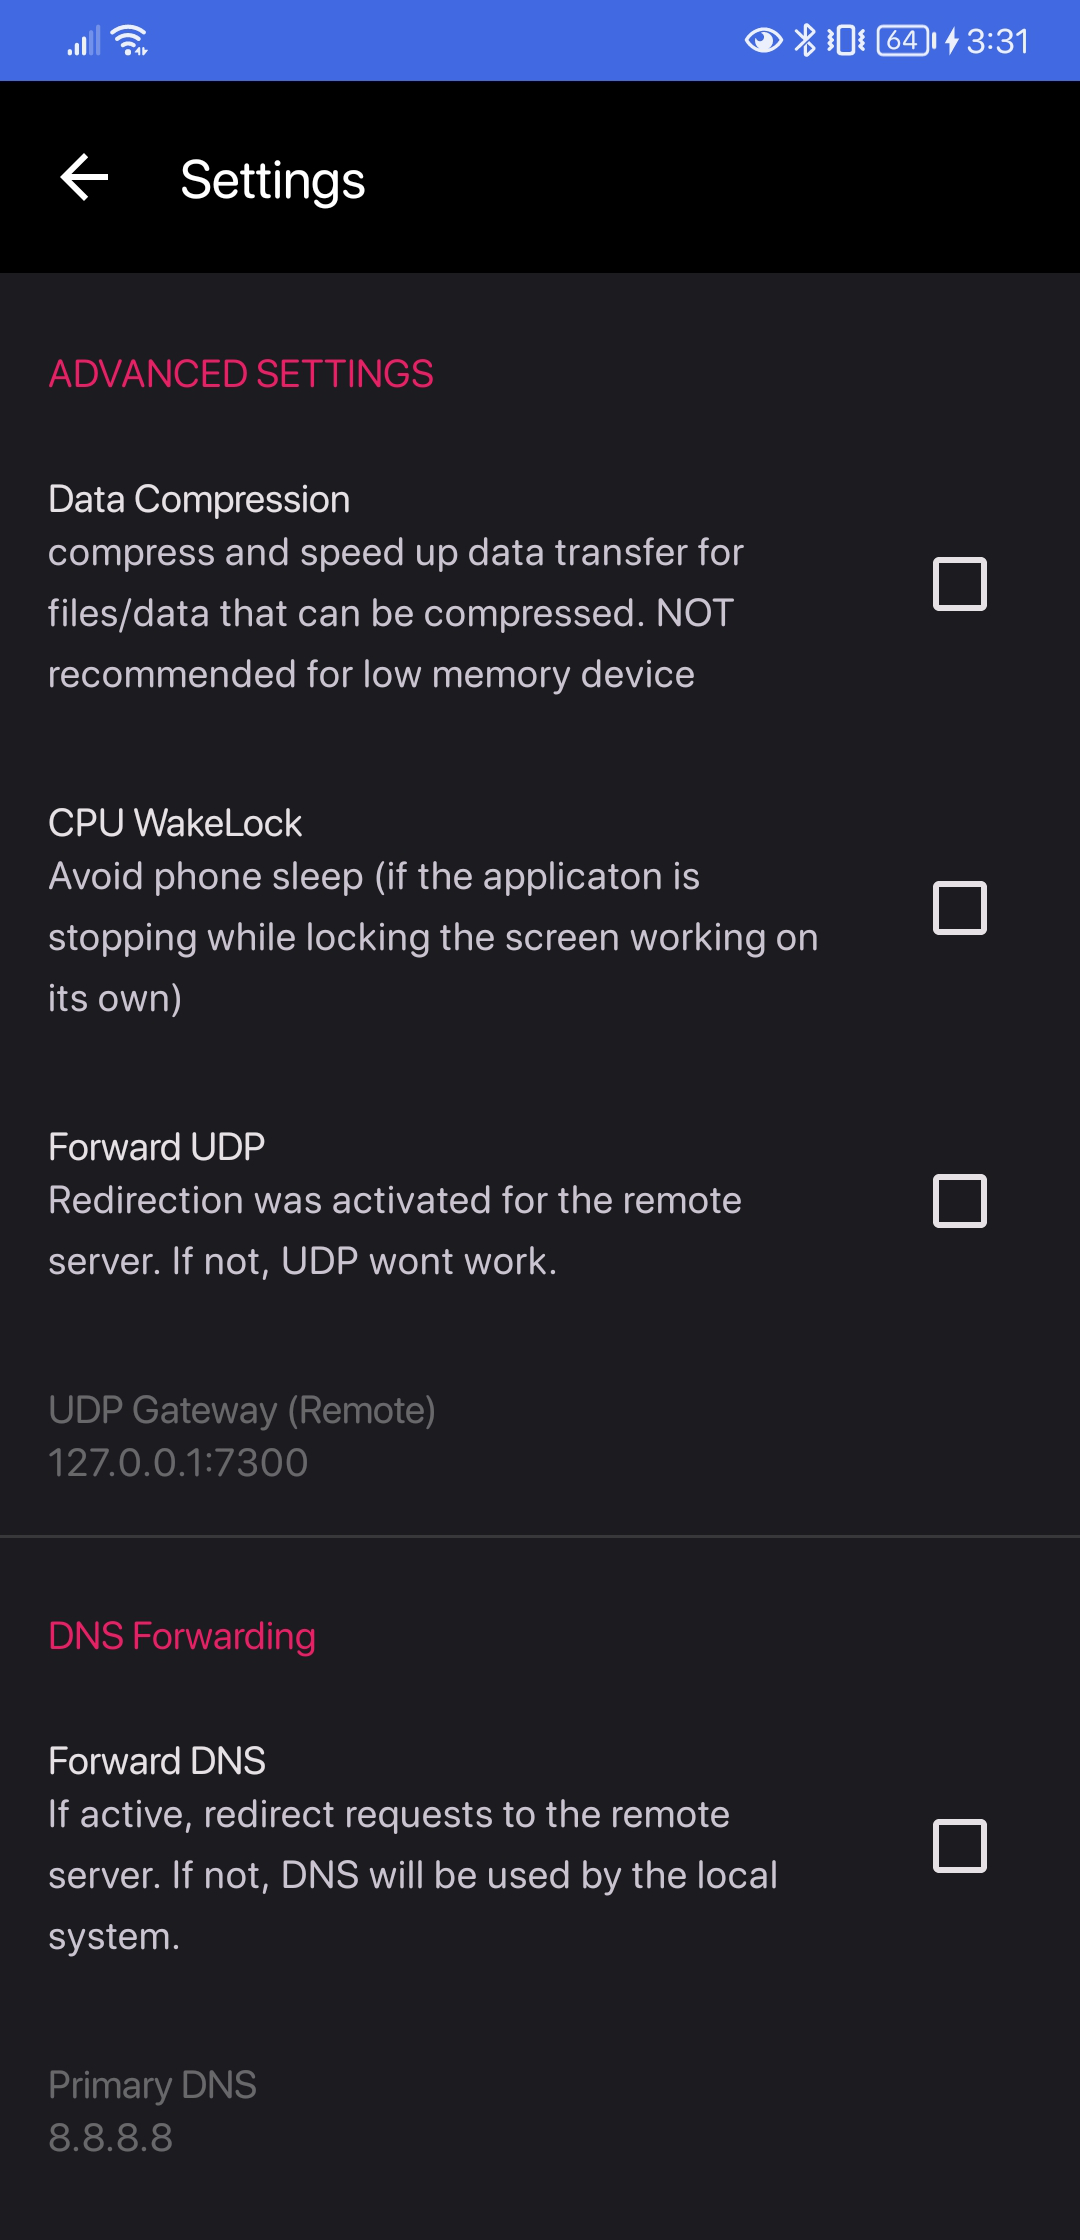 64 3:31
Settings
ADVANCED SETTINGS
Data Compression
compress and speed up data transfer for
files/data that can be compressed. NOT
recommended for low memory device
CPU WakeLock
Avoid phone sleep (if the applicaton is
stopping while locking the screen working on
its own)
Forward UDP
Redirection was activated for the remote
server. If not, UDP wont work.
UDP Gateway (Remote)
127.0.0.1:7300
DNS Forwarding
Forward DNS
If active, redirect requests to the remote
server. If not, DNS will be used by the local
system.
Primary DNS
8.8.8.8